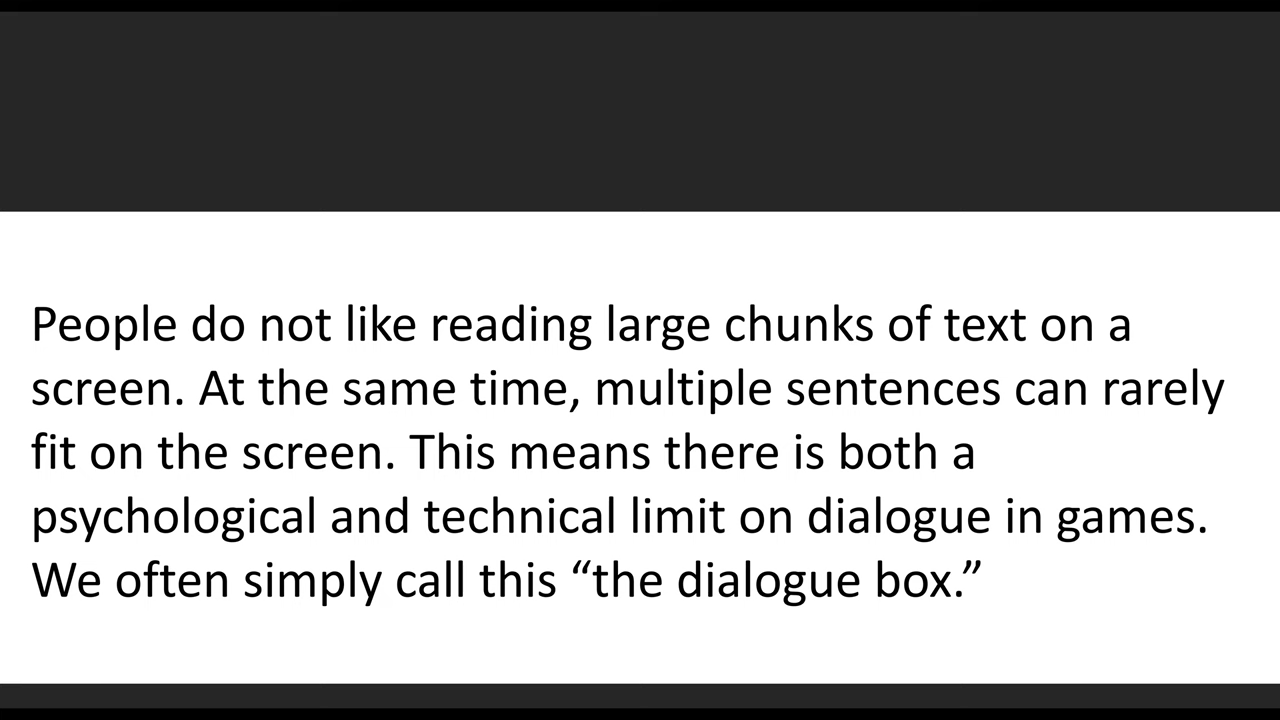 People do not like reading large chunks of text on a
screen. At the same time, multiple sentences can rarely
fit on the screen. This means there is both a
psychological and technical limit on dialogue in games.
We often simply call this “the dialogue box.”